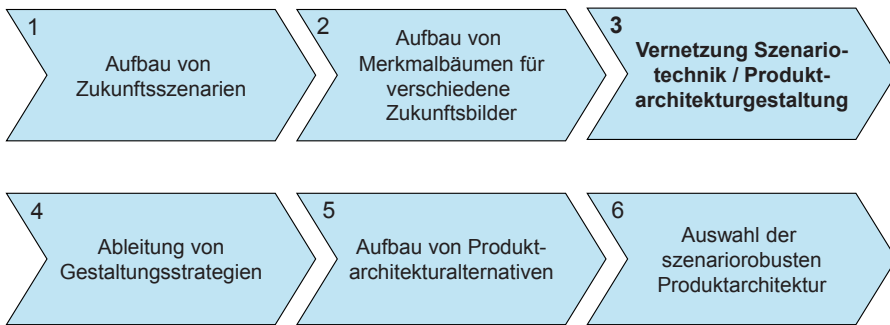 1
Aufbau von
Zukunftsszenarien
2
Aufbau von
Merkmalbäumen für
verschiedene
Zukunftsbilder
3
Vernetzung Szenario-
technik / Produkt-
architekturgestaltung
4
Ableitung von
Gestaltungsstrategien
5
Aufbau von Produkt-
architekturalternativen
6
Auswahl der
szenariorobusten
Produktarchitektur